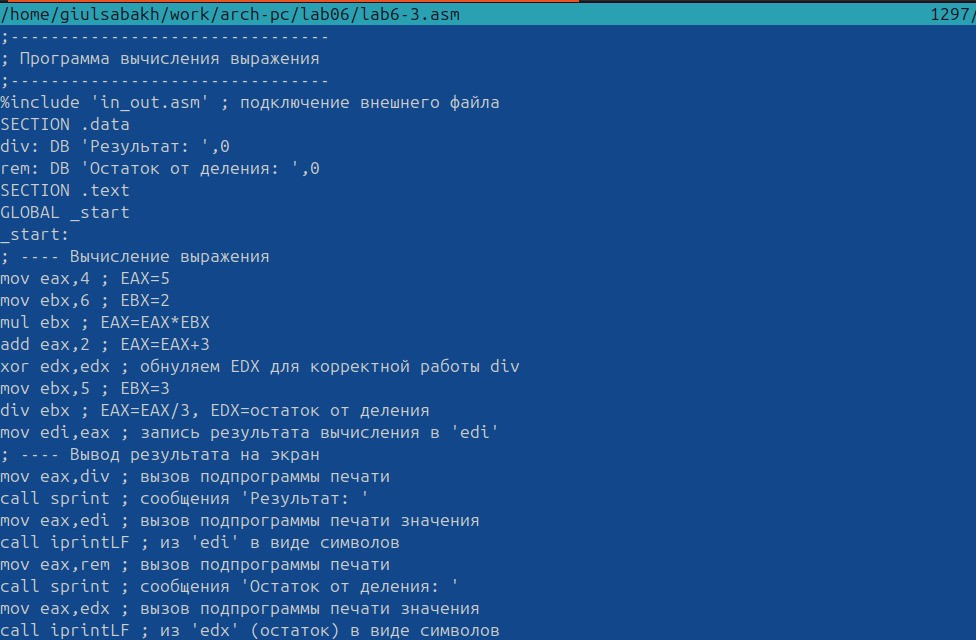 /home/giulsabakh/work/arch-pc/lab06/lab6-3.asm 1297/
;--------------------------------
; Программа вычисления выражения
;--------------------------------
%include 'in_out.asm' ; подключение внешнего файла
SECTION .data
div: DB 'Результат: ',0
rem: DB 'Остаток от деления: ',0
SECTION .text
GLOBAL _start
_start:
; ---- Вычисление выражения
mov eax,4 ; EAX=5
mov ebx,6 ; EBX=2
mul ebx ; EAX=EAX*EBX
add eax,2 ; EAX=EAX+3
xor edx,edx ; обнуляем EDX для корректной работы div
mov ebx,5 ; EBX=3
div ebx ; EAX=EAX/3, EDX=остаток от деления
mov edi,eax ; запись результата вычисления в 'edi'
; ---- Вывод результата на экран
mov eax,div ; вызов подпрограммы печати
call sprint ; сообщения 'Результат: '
mov eax,edi ; вызов подпрограммы печати значения
call iprintLF ; из 'edi' в виде символов
mov eax,rem ; вызов подпрограммы печати
call sprint ; сообщения 'Остаток от деления: '
mov eax,edx ; вызов подпрограммы печати значения
call iprintLF ; из 'edx' (остаток) в виде символов